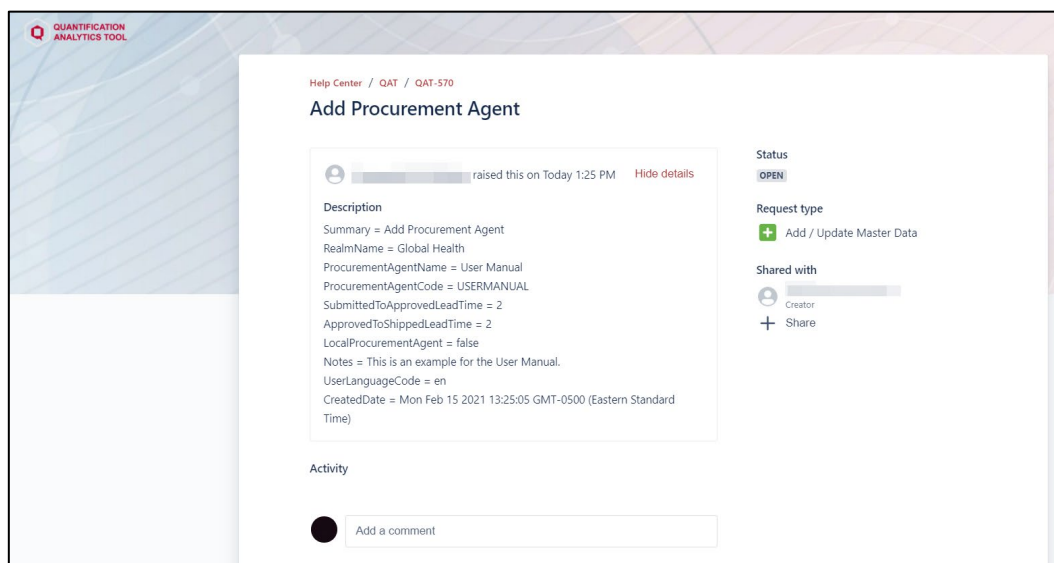 QUANTIFICATION
ANALYTICS TOOL
Help Center / QAT / QAT-570
Add Procurement Agent
raised this on Today 1:25 PM Hide details
Description
Summary = Add Procurement Agent
RealmName = Global Health
ProcurementAgentName = User Manual
ProcurementAgentCode = USERMANUAL
SubmittedToApprovedLeadTime = 2
ApprovedToShippedLeadTime = 2
LocalProcurementAgent = false
Notes = This is an example for the User Manual.
UserLanguageCode = en
CreatedDate = Mon Feb 15 2021 13:25:05 GMT-0500 (Eastern Standard
Time)
Activity
Add a comment
Status
OPEN
Request type
Add / Update Master Data
Shared with
Creator
Share